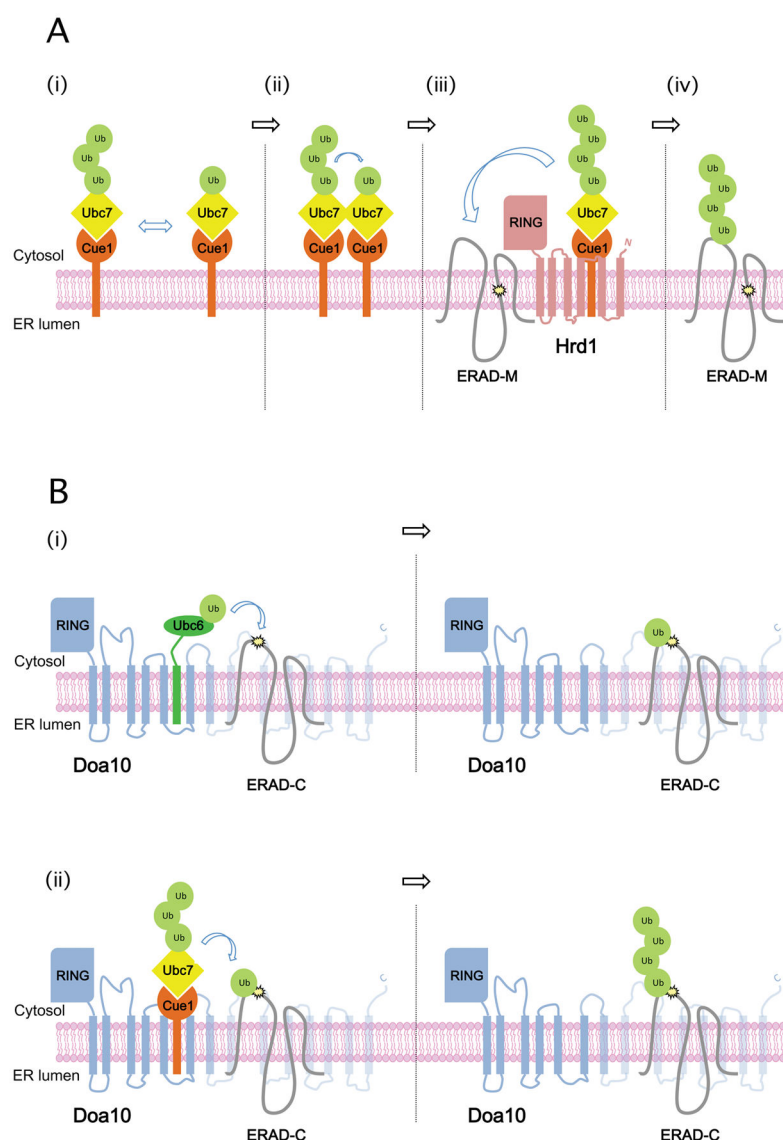 A
(i)
(ii)
(iii)
(iv)
Ub
Ub
Ub
Ubc7
Cue1
Ub
Ubc7
Cue1
Cytosol
ER lumen
Ub
Ub
Ub
Ub
Ubc7
Ubc7
Cue1
Cue1
Ub
Ub
Ub
Ub
RING
Ubc7
Cue1
N
Hrd1
ERAD-M
Ub
Ub
Ub
Ub
ERAD-M
B
(i)
RING
Ubc6
Ub
C
Cytosol
ER lumen
Doa10
ERAD-C
RING
Ub
C
Doa10
ERAD-C
(ii)
Ub
Ub
Ub
RING
Ubc7
Ub
Cue1
C
Cytosol
ER lumen
Doa10
ERAD-C
Ub
Ub
Ub
Ub
RING
C
Doa10
ERAD-C